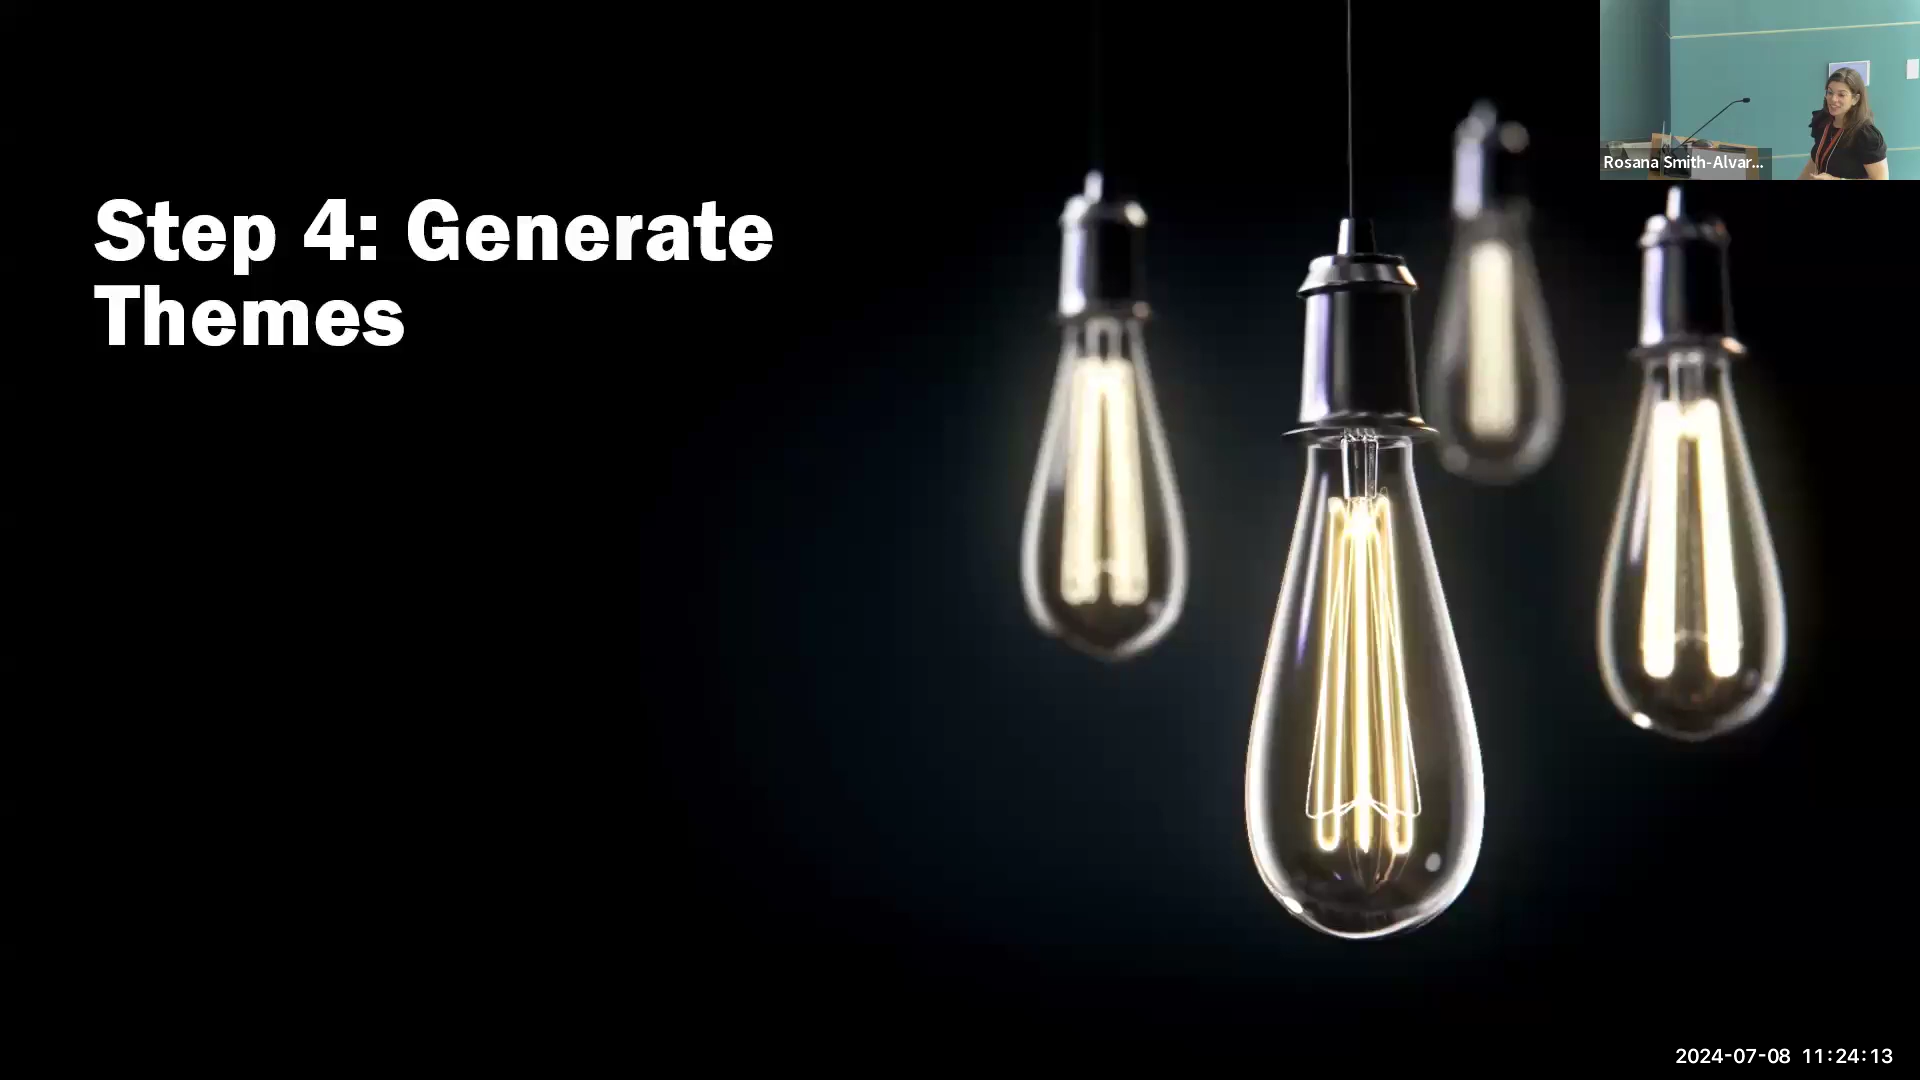 Step 4: Generate
Themes
Rosana Smith-Alvar...
2024-07-08 11:24:13